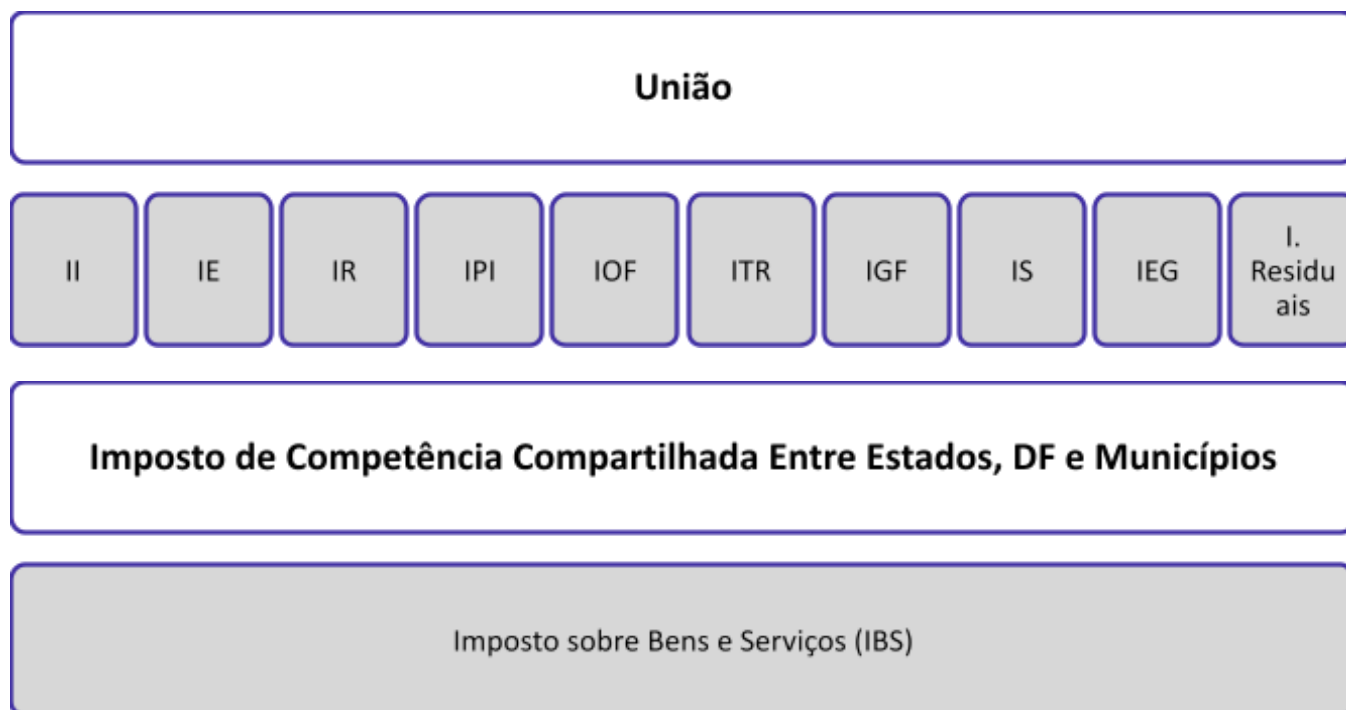 União
II
IE
IR
IPI
IOF
ITR
IGF
IS
IEG
I.
Residu
ais
Imposto de Competência Compartilhada Entre Estados, DF e Municípios
Imposto sobre Bens e Serviços (IBS)